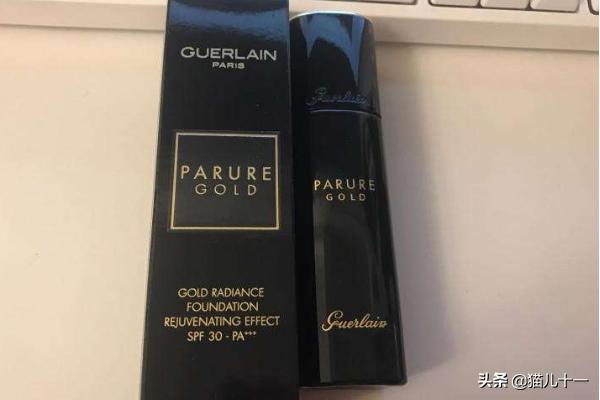 GUERLAIN
PARIS
PARURE
GOLD
GOLD RADIANCE
FOUNDATION
REJUVENATING EFFECT
SPF 30 - PA+++
Guerlain
PARURE
GOLD
Guerlain
头条 @猫儿十一